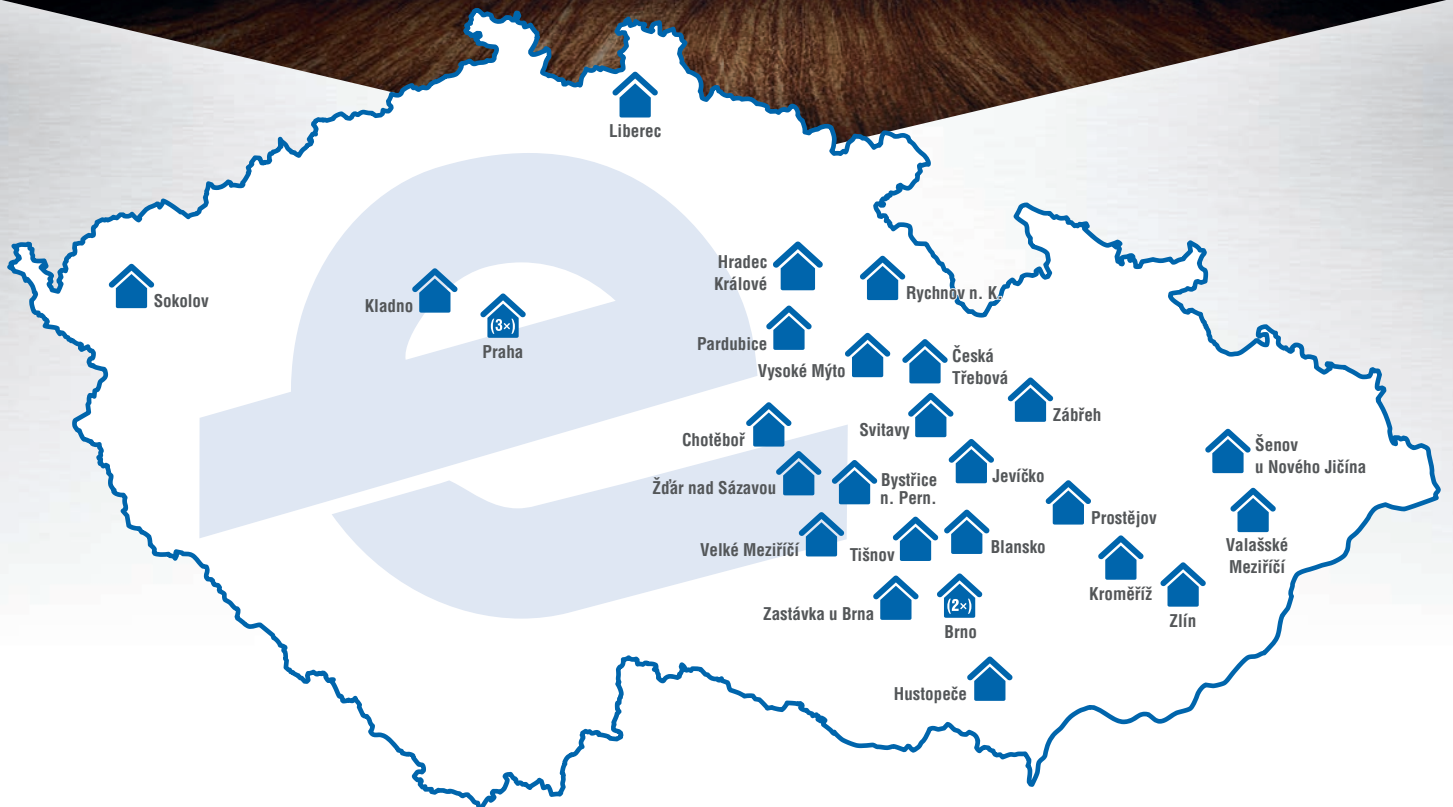 Liberec
Hradec
Králové
Sokolov
Rychnov n. K.
Kladno
(3×)
Praha
Pardubice
Vysoké Mýto
Česká
Třebová
Zábřeh
Chotěboř
Svitavy
Šenov
u Nového Jičína
Jevíčko
Žďár nad Sázavou
Bystřice
n. Pern.
Prostějov
Velké Meziříčí
Tišnov
Blansko
Valašské
Meziříčí
Kroměříž
Zlín
Zastávka u Brna
(2×)
Brno
Hustopeče